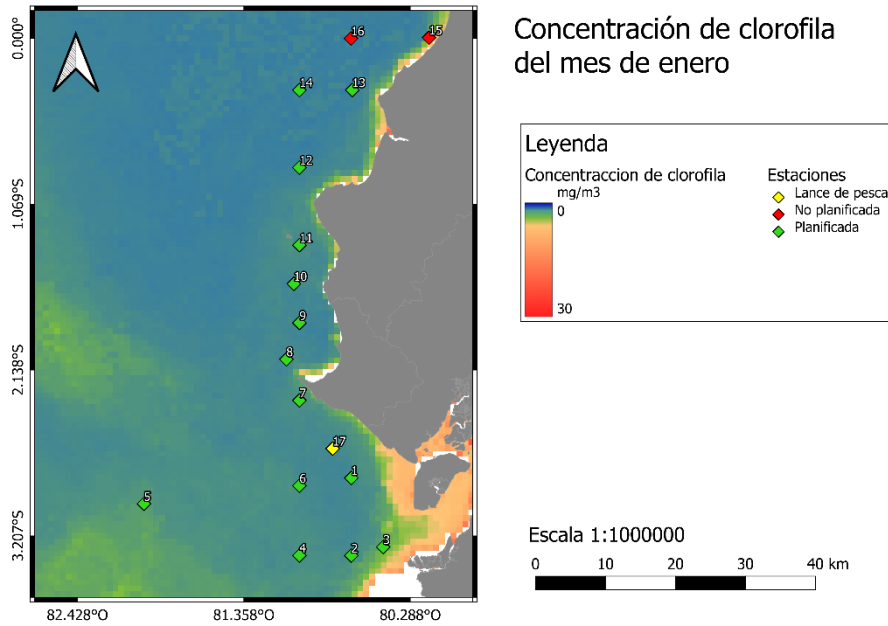 Concentración de clorofila
del mes de enero
0.000°
1.069°S
2.138°S
3.207°S
82.428°O
81.358°O
80.288°O
16
15
14
13
12
11
10
9
8
7
17
1
6
5
3
4
2
Leyenda
Concentraccion de clorofila
mg/m3
0
30
Estaciones
Lance de pesca
No planificada
Planificada
Escala 1:1000000
0 10 20 30 40 km